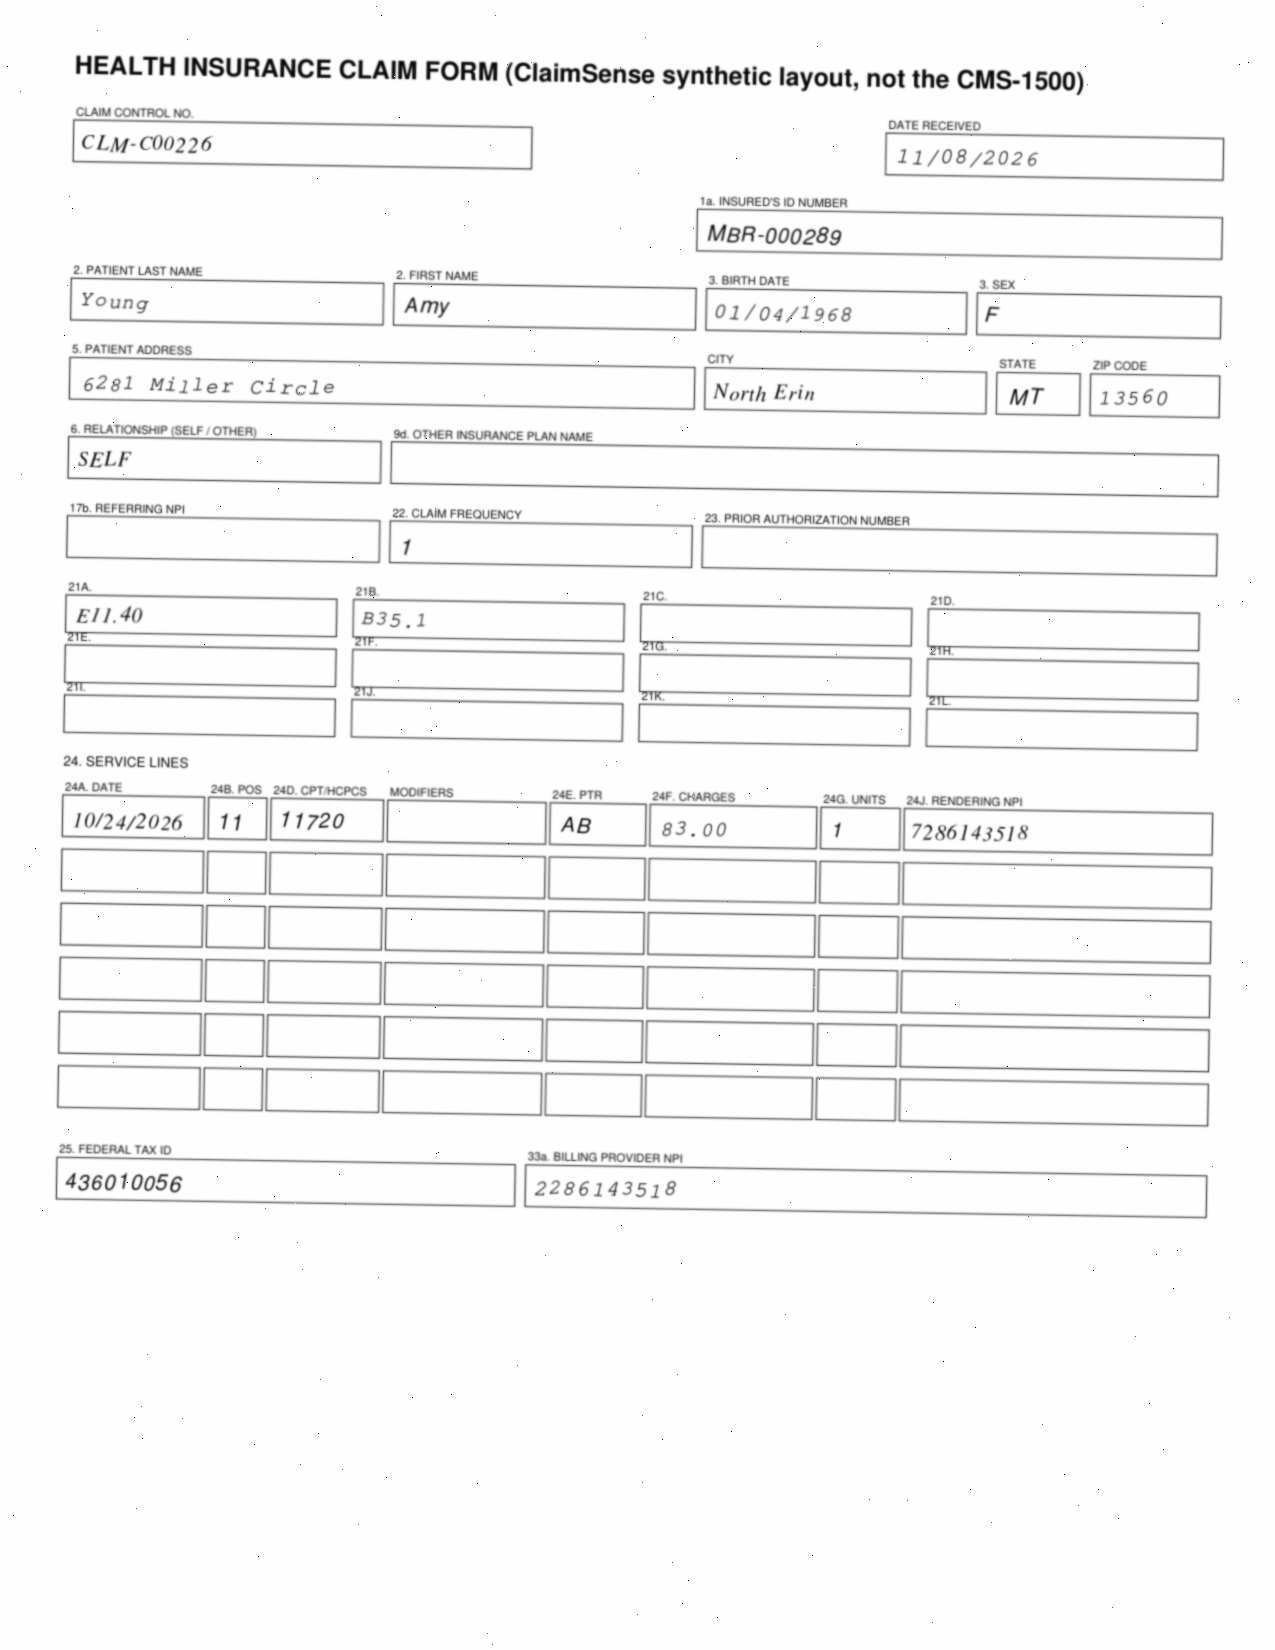 HEALTH INSURANCE CLAIM FORM (ClaimSense synthetic layout, not the CMS-1500)
CLAIM CONTROL NO.
CLM-C00226
DATE RECEIVED
11/08/2026
1a. INSURED'S ID NUMBER
MBR-000289
2. PATIENT LAST NAME
Young
2. FIRST NAME
Amy
3. BIRTH DATE
01/04/1968
3. SEX
F
5. PATIENT ADDRESS
6281 Miller Circle
CITY
North Erin
STATE
MT
ZIP CODE
13560
6. RELATIONSHIP (SELF / OTHER)
SELF
9d. OTHER INSURANCE PLAN NAME
17b. REFERRING NPI
22. CLAIM FREQUENCY
1
23. PRIOR AUTHORIZATION NUMBER
21A.
E11.40
21B.
B35.1
21C.
21D.
21E.
21F.
21G.
21H.
21I.
21J.
21K.
21L.
24. SERVICE LINES
24A. DATE 24B. POS 24D. CPT/HCPCS MODIFIERS 24E. PTR 24F. CHARGES 24G. UNITS 24J. RENDERING NPI
10/24/2026 11 11720 AB 83.00 1 7286143518
25. FEDERAL TAX ID
436010056
33a. BILLING PROVIDER NPI
2286143518